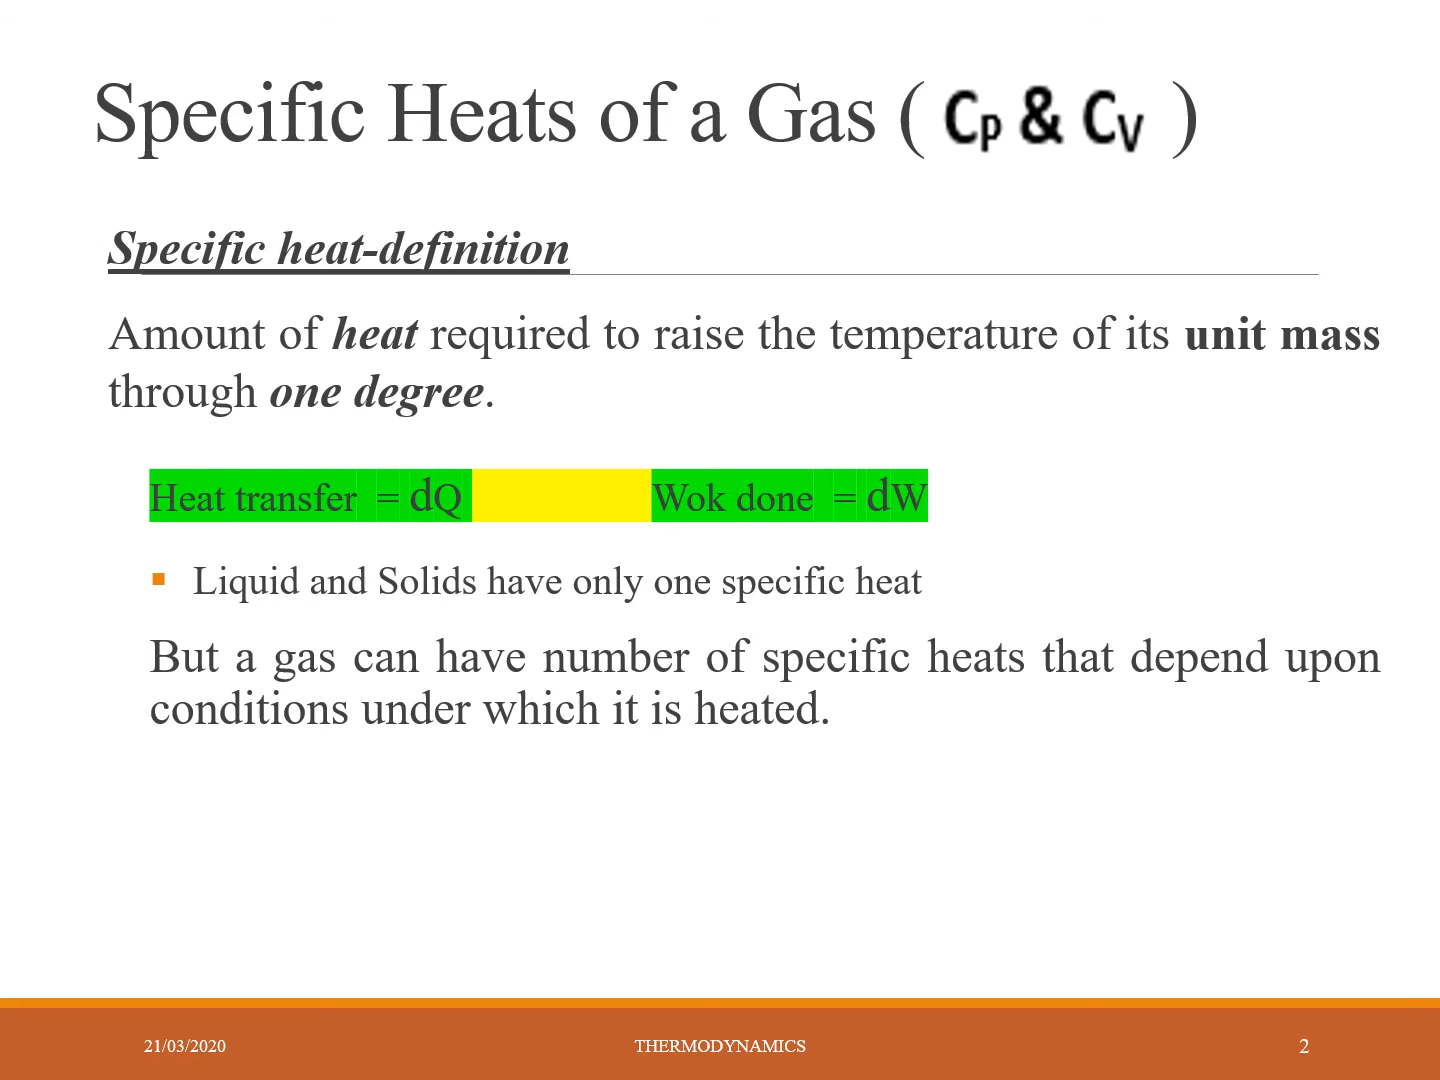 Specific Heats of a Gas ( CP & CV )
Specific heat-definition
Amount of heat required to raise the temperature of its unit mass
through one degree.
Heat transfer = dQ Wok done = dW
▪ Liquid and Solids have only one specific heat
But a gas can have number of specific heats that depend upon
conditions under which it is heated.
21/03/2020 THERMODYNAMICS 2